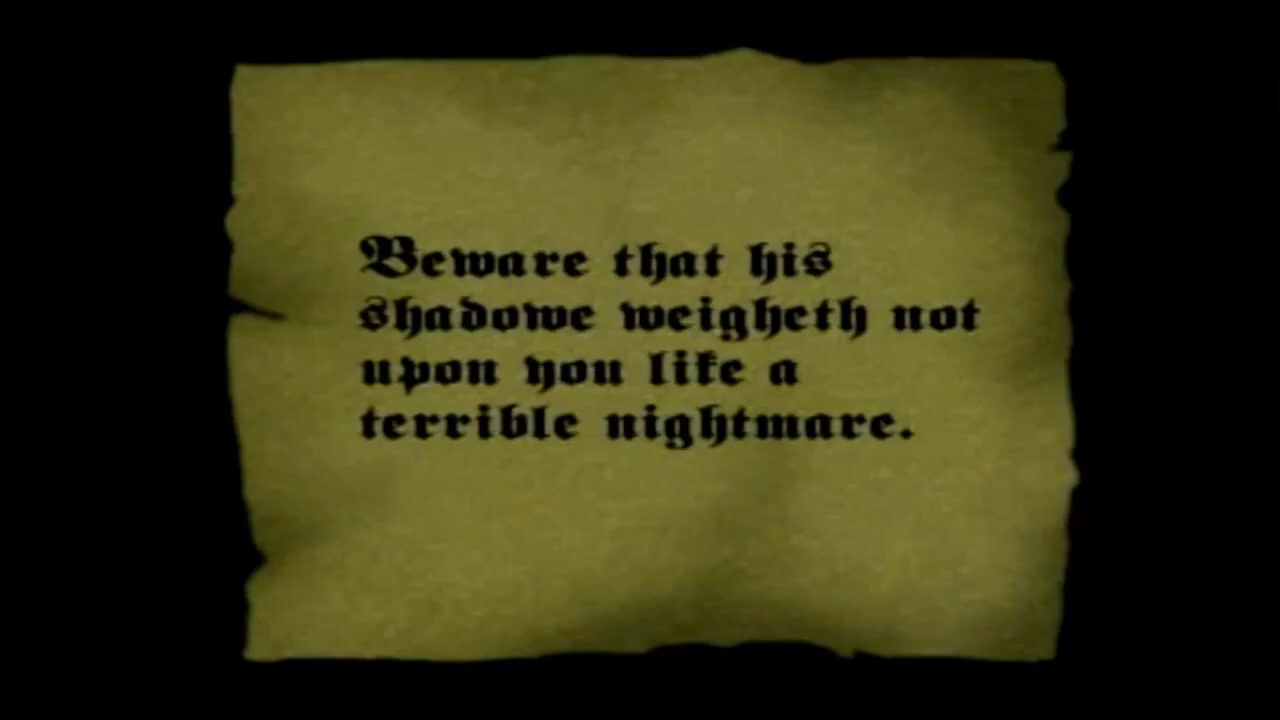 Beware that his
shadowe weigheth not
upon you like a
terrible nightmare.